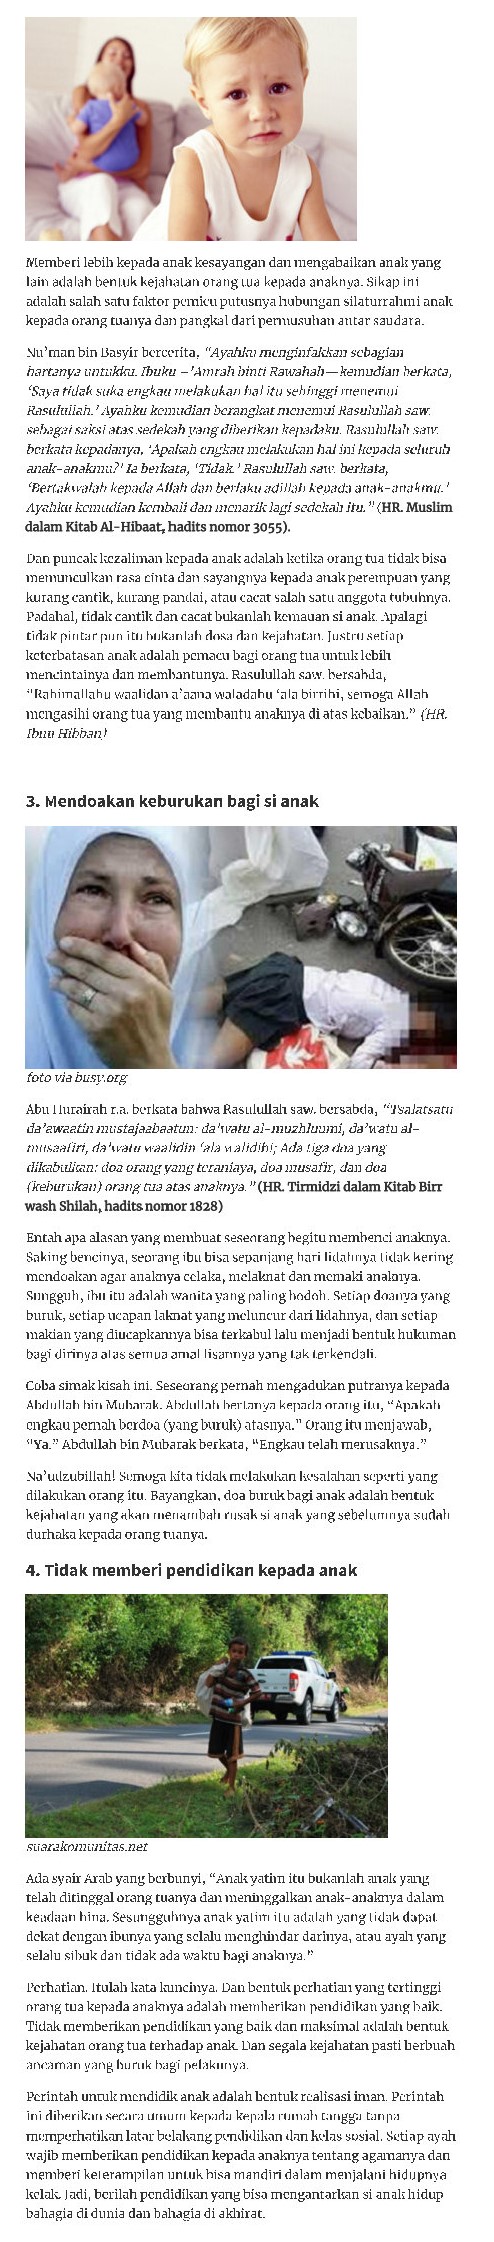 Memberi lebih kepada anak kesayangan dan mengabaikan anak yang
lain adalah bentuk kejahatan orang tua kepada anaknya. Sikap ini
adalah salah satu faktor pemicu putusnya hubungan silaturrahmi anak
kepada orang tuanya dan pangkal dari permusuhan antar saudara.
Nu’man bin Basyir bercerita, “Ayahku menginfakkan sebagian
hartanya untukku. Ibuku –‘Amrah binti Rawahah—kemudian berkata,
‘Saya tidak suka engkau melakukan hal itu sehinggi menemui
Rasulullah.’ Ayahku kemudian berangkat menemui Rasulullah saw.
sebagai saksi atas sedekah yang diberikan kepadaku. Rasulullah saw.
berkata kepadanya, ‘Apakah engkau melakukan hal ini kepada seluruh
anak-anakmu?’ Ia berkata, ‘Tidak.’ Rasulullah saw. berkata,
‘Bertakwalah kepada Allah dan berlaku adillah kepada anak-anakmu.’
Ayahku kemudian kembali dan menarik lagi sedekah itu.” (HR. Muslim
dalam Kitab Al-Hibaat, hadits nomor 3055).
Dan puncak kezaliman kepada anak adalah ketika orang tua tidak bisa
memunculkan rasa cinta dan sayangnya kepada anak perempuan yang
kurang cantik, kurang pandai, atau cacat salah satu anggota tubuhnya.
Padahal, tidak cantik dan cacat bukanlah kemauan si anak. Apalagi
tidak pintar pun itu bukanlah dosa dan kejahatan. Justru setiap
keterbatasan anak adalah pemacu bagi orang tua untuk lebih
mencintainya dan membantunya. Rasulullah saw. bersabda,
“Rahimallahu waalidan a’aana waladahu ‘ala birrihi, semoga Allah
mengasihi orang tua yang membantu anaknya di atas kebaikan.” (HR.
Ibnu Hibban)
3. Mendoakan keburukan bagi si anak
foto via busy.org
Abu Hurairah r.a. berkata bahwa Rasulullah saw. bersabda, “Tsalatsatu
da’awaatin mustajaabaatun: da’watu al-muzhluumi, da’watu al-
musaafiri, da’watu waalidin ‘ala walidihi; Ada tiga doa yang
dikabulkan: doa orang yang teraniaya, doa musafir, dan doa
(keburukan) orang tua atas anaknya.” (HR. Tirmidzi dalam Kitab Birr
wash Shilah, hadits nomor 1828)
Entah apa alasan yang membuat seseorang begitu membenci anaknya.
Saking bencinya, seorang ibu bisa sepanjang hari lidahnya tidak kering
mendoakan agar anaknya celaka, melaknat dan memaki anaknya.
Sungguh, ibu itu adalah wanita yang paling bodoh. Setiap doanya yang
buruk, setiap ucapan laknat yang meluncur dari lidahnya, dan setiap
makian yang diucapkannya bisa terkabul lalu menjadi bentuk hukuman
bagi dirinya atas semua amal lisannya yang tak terkendali.
Coba simak kisah ini. Seseorang pernah mengadukan putranya kepada
Abdullah bin Mubarak. Abdullah bertanya kepada orang itu, “Apakah
engkau pernah berdoa (yang buruk) atasnya.” Orang itu menjawab,
“Ya.” Abdullah bin Mubarak berkata, “Engkau telah merusaknya.”
Na’udzubillah! Semoga kita tidak melakukan kesalahan seperti yang
dilakukan orang itu. Bayangkan, doa buruk bagi anak adalah bentuk
kejahatan yang akan menambah rusak si anak yang sebelumnya sudah
durhaka kepada orang tuanya.
4. Tidak memberi pendidikan kepada anak
suarakomunitas.net
Ada syair Arab yang berbunyi, “Anak yatim itu bukanlah anak yang
telah ditinggal orang tuanya dan meninggalkan anak-anaknya dalam
keadaan hina. Sesungguhnya anak yatim itu adalah yang tidak dapat
dekat dengan ibunya yang selalu menghindar darinya, atau ayah yang
selalu sibuk dan tidak ada waktu bagi anaknya.”
Perhatian. Itulah kata kuncinya. Dan bentuk perhatian yang tertinggi
orang tua kepada anaknya adalah memberikan pendidikan yang baik.
Tidak memberikan pendidikan yang baik dan maksimal adalah bentuk
kejahatan orang tua terhadap anak. Dan segala kejahatan pasti berbuah
ancaman yang buruk bagi pelakunya.
Perintah untuk mendidik anak adalah bentuk realisasi iman. Perintah
ini diberikan secara umum kepada kepala rumah tangga tanpa
memperhatikan latar belakang pendidikan dan kelas sosial. Setiap ayah
wajib memberikan pendidikan kepada anaknya tentang agamanya dan
memberi keterampilan untuk bisa mandiri dalam menjalani hidupnya
kelak. Jadi, berilah pendidikan yang bisa mengantarkan si anak hidup
bahagia di dunia dan bahagia di akhirat.